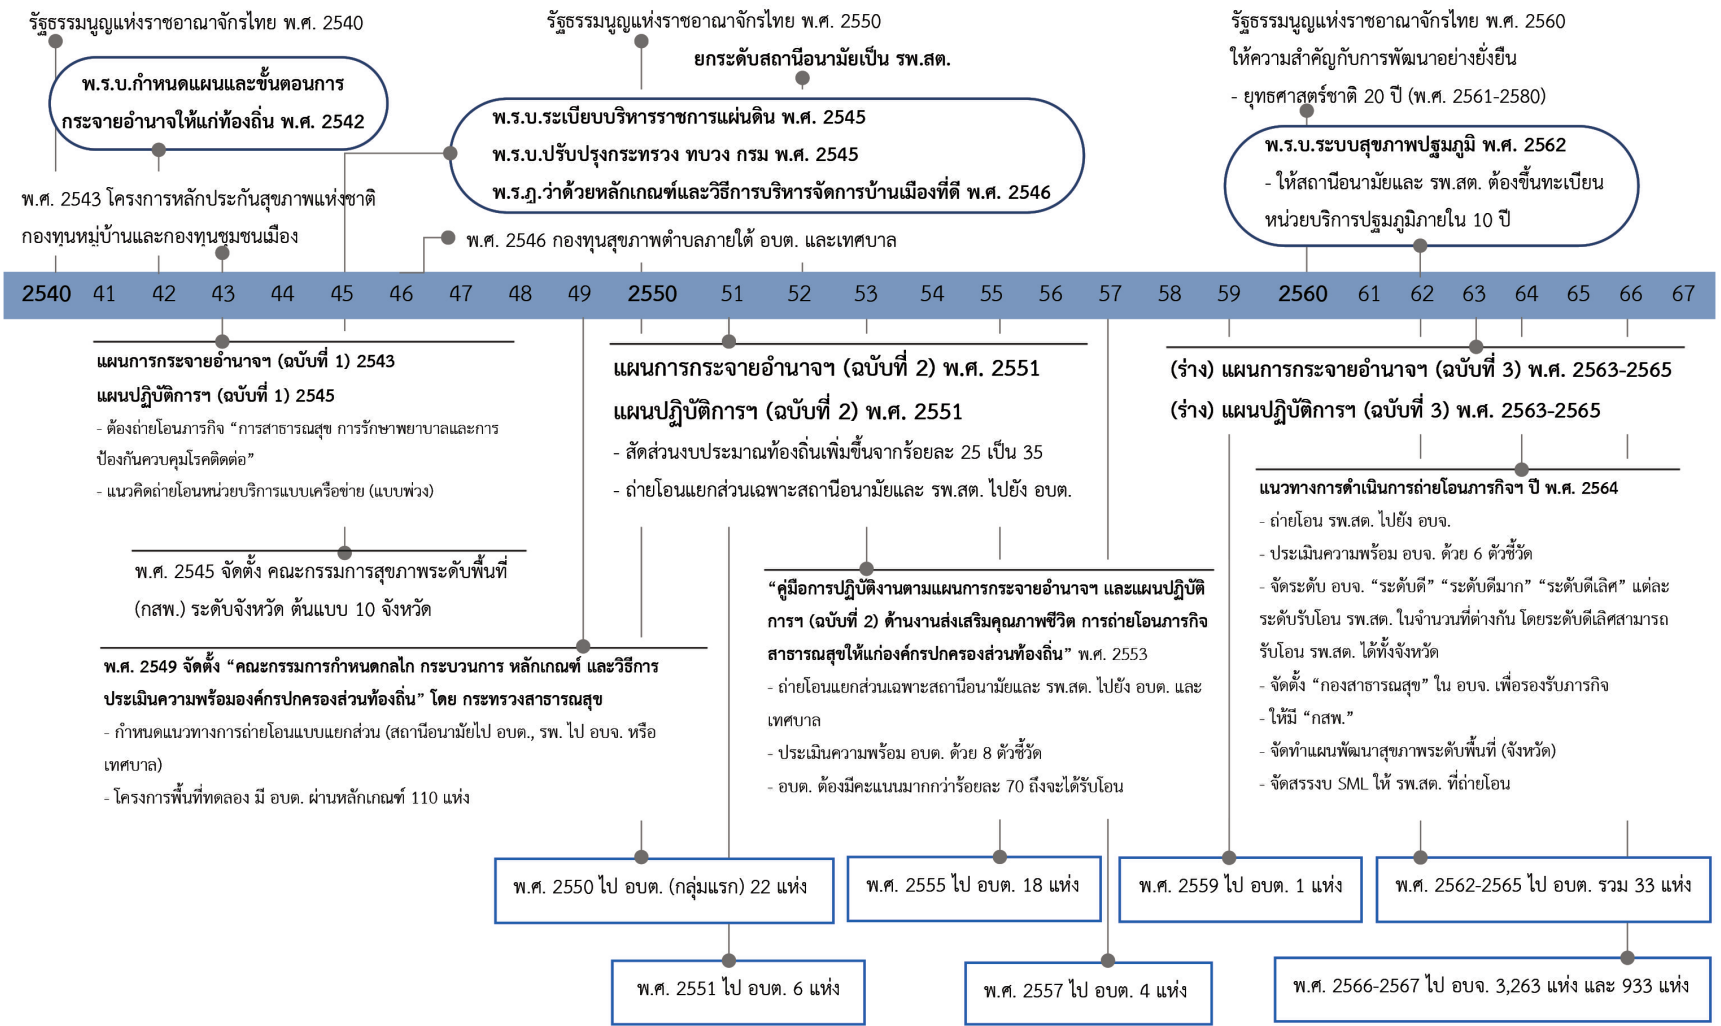 รัฐธรรมนูญแห่งราชอาณาจักรไทย พ.ศ. 2540
พ.ร.บ.กำหนดแผนและขั้นตอนการ
กระจายอำนาจให้แก่ท้องถิ่น พ.ศ. 2542
พ.ศ. 2543 โครงการหลักประกันสุขภาพแห่งชาติ
กองทุนหมู่บ้านและกองทุนชุมชนเมือง
รัฐธรรมนูญแห่งราชอาณาจักรไทย พ.ศ. 2550
ยกระดับสถานีอนามัยเป็น รพ.สต.
พ.ร.บ.ระเบียบบริหารราชการแผ่นดิน พ.ศ. 2545
พ.ร.บ.ปรับปรุงกระทรวง ทบวง กรม พ.ศ. 2545
พ.ร.ฎ.ว่าด้วยหลักเกณฑ์และวิธีการบริหารจัดการบ้านเมืองที่ดี พ.ศ. 2546
พ.ศ. 2546 กองทุนสุขภาพตำบลภายใต้ อบต. และเทศบาล
รัฐธรรมนูญแห่งราชอาณาจักรไทย พ.ศ. 2560
ให้ความสำคัญกับการพัฒนาอย่างยั่งยืน
- ยุทธศาสตร์ชาติ 20 ปี (พ.ศ. 2561-2580)
พ.ร.บ.ระบบสุขภาพปฐมภูมิ พ.ศ. 2562
- ให้สถานีอนามัยและ รพ.สต. ต้องขึ้นทะเบียน
หน่วยบริการปฐมภูมิภายใน 10 ปี
2540 41 42 43 44 45 46 47 48 49 2550 51 52 53 54 55 56 57 58 59 2560 61 62 63 64 65 66 67
แผนการกระจายอำนาจฯ (ฉบับที่ 1) 2543
แผนปฏิบัติการฯ (ฉบับที่ 1) 2545
- ต้องถ่ายโอนภารกิจ “การสาธารณสุข การรักษาพยาบาลและการ
ป้องกันควบคุมโรคติดต่อ”
- แนวคิดถ่ายโอนหน่วยบริการแบบเครือข่าย (แบบพ่วง)
พ.ศ. 2545 จัดตั้ง คณะกรรมการสุขภาพระดับพื้นที่
(กสพ.) ระดับจังหวัด ต้นแบบ 10 จังหวัด
พ.ศ. 2549 จัดตั้ง “คณะกรรมการกำหนดกลไก กระบวนการ หลักเกณฑ์ และวิธีการ
ประเมินความพร้อมองค์กรปกครองส่วนท้องถิ่น” โดย กระทรวงสาธารณสุข
- กำหนดแนวทางการถ่ายโอนแบบแยกส่วน (สถานีอนามัยไป อบต., รพ. ไป อบจ. หรือ
เทศบาล)
- โครงการพื้นที่ทดลอง มี อบต. ผ่านหลักเกณฑ์ 110 แห่ง
แผนการกระจายอำนาจฯ (ฉบับที่ 2) พ.ศ. 2551
แผนปฏิบัติการฯ (ฉบับที่ 2) พ.ศ. 2551
- สัดส่วนงบประมาณท้องถิ่นเพิ่มขึ้นจากร้อยละ 25 เป็น 35
- ถ่ายโอนแยกส่วนเฉพาะสถานีอนามัยและ รพ.สต. ไปยัง อบต.
“คู่มือการปฏิบัติงานตามแผนการกระจายอำนาจฯ และแผนปฏิบัติ
การฯ (ฉบับที่ 2) ด้านงานส่งเสริมคุณภาพชีวิต การถ่ายโอนภารกิจ
สาธารณสุขให้แก่องค์กรปกครองส่วนท้องถิ่น” พ.ศ. 2553
- ถ่ายโอนแยกส่วนเฉพาะสถานีอนามัยและ รพ.สต. ไปยัง อบต. และ
เทศบาล
- ประเมินความพร้อม อบต. ด้วย 8 ตัวชี้วัด
- อบต. ต้องมีคะแนนมากกว่าร้อยละ 70 ถึงจะได้รับโอน
(ร่าง) แผนการกระจายอำนาจฯ (ฉบับที่ 3) พ.ศ. 2563-2565
(ร่าง) แผนปฏิบัติการฯ (ฉบับที่ 3) พ.ศ. 2563-2565
แนวทางการดำเนินการถ่ายโอนภารกิจฯ ปี พ.ศ. 2564
- ถ่ายโอน รพ.สต. ไปยัง อบจ.
- ประเมินความพร้อม อบจ. ด้วย 6 ตัวชี้วัด
- จัดระดับ อบจ. “ระดับดี” “ระดับดีมาก” “ระดับดีเลิศ” แต่ละ
ระดับรับโอน รพ.สต. ในจำนวนที่ต่างกัน โดยระดับดีเลิศสามารถ
รับโอน รพ.สต. ได้ทั้งจังหวัด
- จัดตั้ง “กองสาธารณสุข” ใน อบจ. เพื่อรองรับภารกิจ
- ให้มี “กสพ.”
- จัดทำแผนพัฒนาสุขภาพระดับพื้นที่ (จังหวัด)
- จัดสรรงบ SML ให้ รพ.สต. ที่ถ่ายโอน
พ.ศ. 2550 ไป อบต. (กลุ่มแรก) 22 แห่ง
พ.ศ. 2555 ไป อบต. 18 แห่ง
พ.ศ. 2559 ไป อบต. 1 แห่ง
พ.ศ. 2562-2565 ไป อบต. รวม 33 แห่ง
พ.ศ. 2551 ไป อบต. 6 แห่ง
พ.ศ. 2557 ไป อบต. 4 แห่ง
พ.ศ. 2566-2567 ไป อบจ. 3,263 แห่ง และ 933 แห่ง